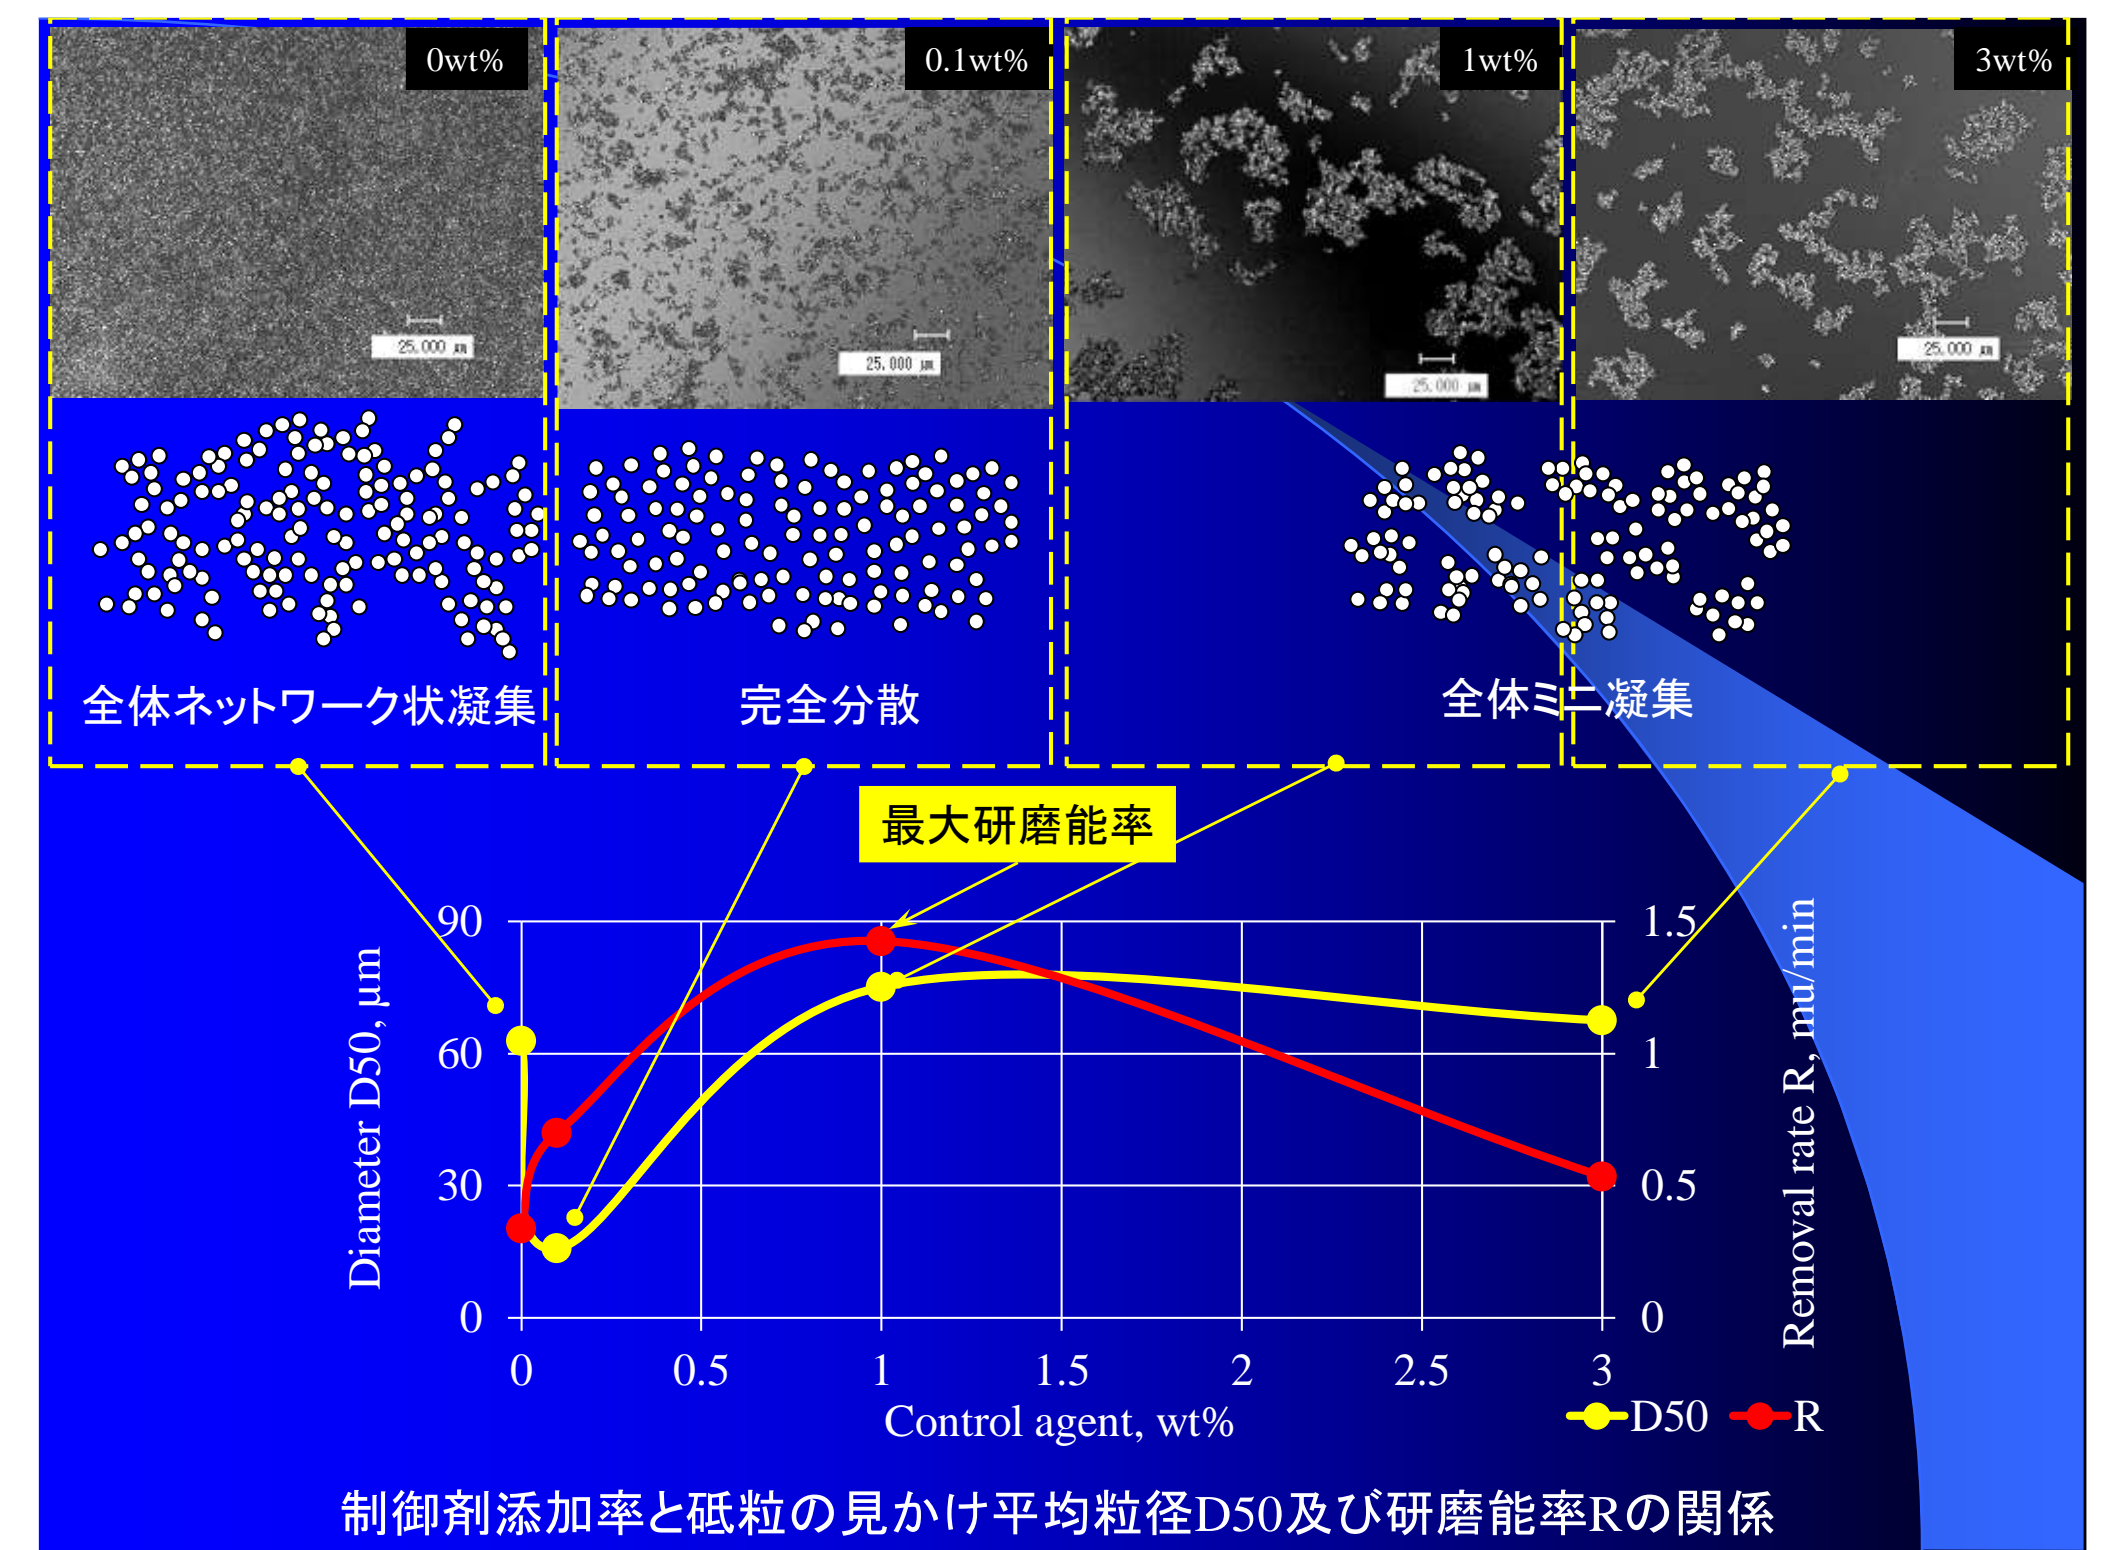 0wt%
0.1wt%
1wt%
3wt%
25.000 μm
25.000 μm
25.000 μm
25.000 μm
全体ネットワーク状凝集
完全分散
全体ミニ凝集
最大研磨能率
90
60
30
0
Diameter D50, μm
1.5
1
0.5
0
Removal rate R, mu/min
0 0.5 1 1.5 2 2.5 3
Control agent, wt%
D50 R
制御剤添加率と砥粒の見かけ平均粒径D50及び研磨能率Rの関係